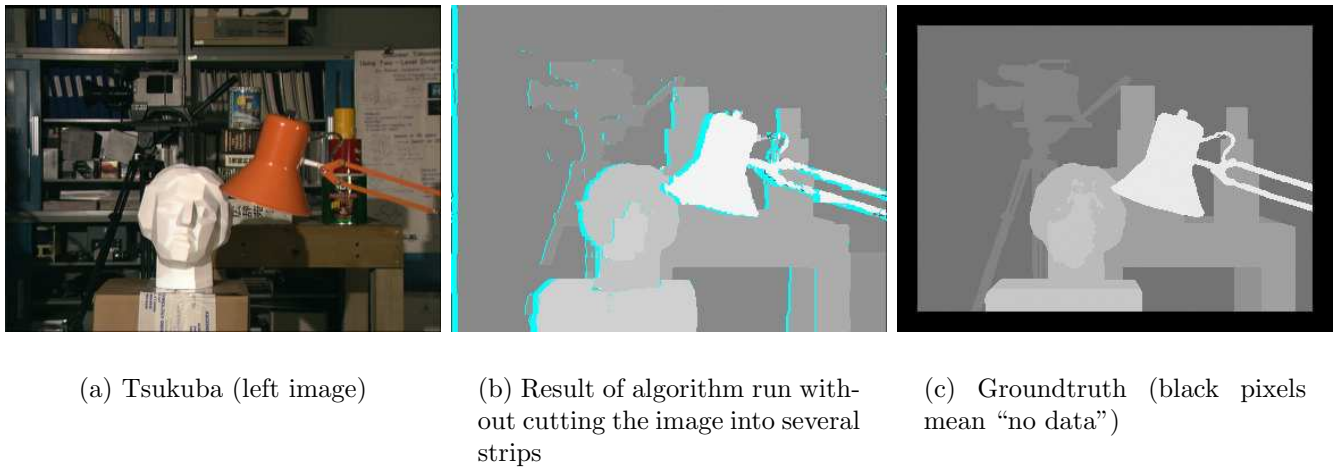 (a) Tsukuba (left image)
(b) Result of algorithm run with-
out cutting the image into several
strips
(c) Groundtruth (black pixels
mean “no data”)